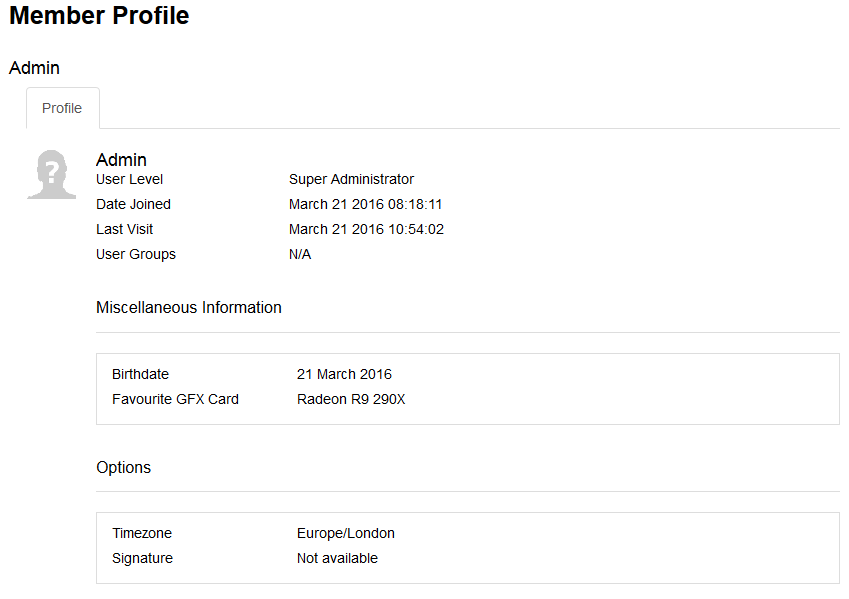 Member Profile
Admin
Profile
?
Admin
User Level Super Administrator
Date Joined March 21 2016 08:18:11
Last Visit March 21 2016 10:54:02
User Groups N/A
Miscellaneous Information
Birthdate 21 March 2016
Favourite GFX Card Radeon R9 290X
Options
Timezone Europe/London
Signature Not available